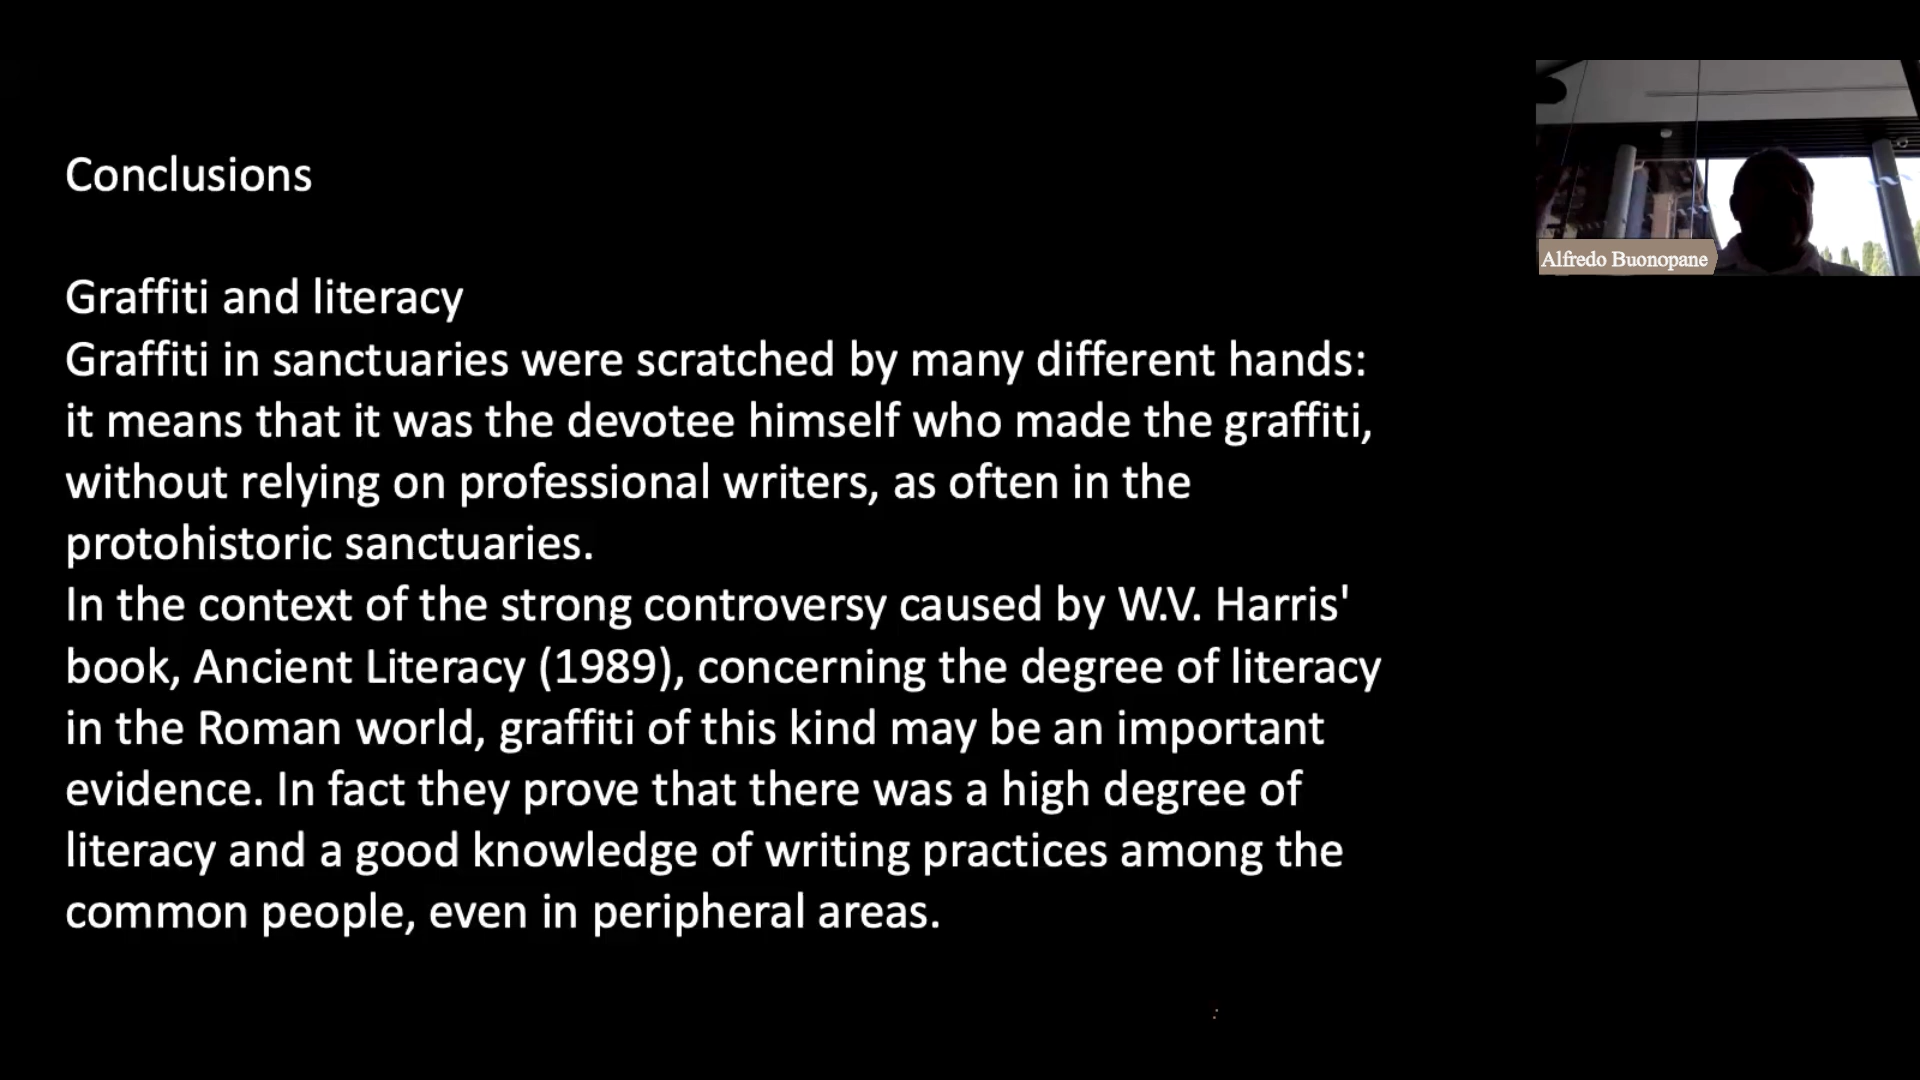 Conclusions
Graffiti and literacy
Graffiti in sanctuaries were scratched by many different hands:
it means that it was the devotee himself who made the graffiti,
without relying on professional writers, as often in the
protohistoric sanctuaries.
In the context of the strong controversy caused by W.V. Harris'
book, Ancient Literacy (1989), concerning the degree of literacy
in the Roman world, graffiti of this kind may be an important
evidence. In fact they prove that there was a high degree of
literacy and a good knowledge of writing practices among the
common people, even in peripheral areas.
Alfredo Buonopane